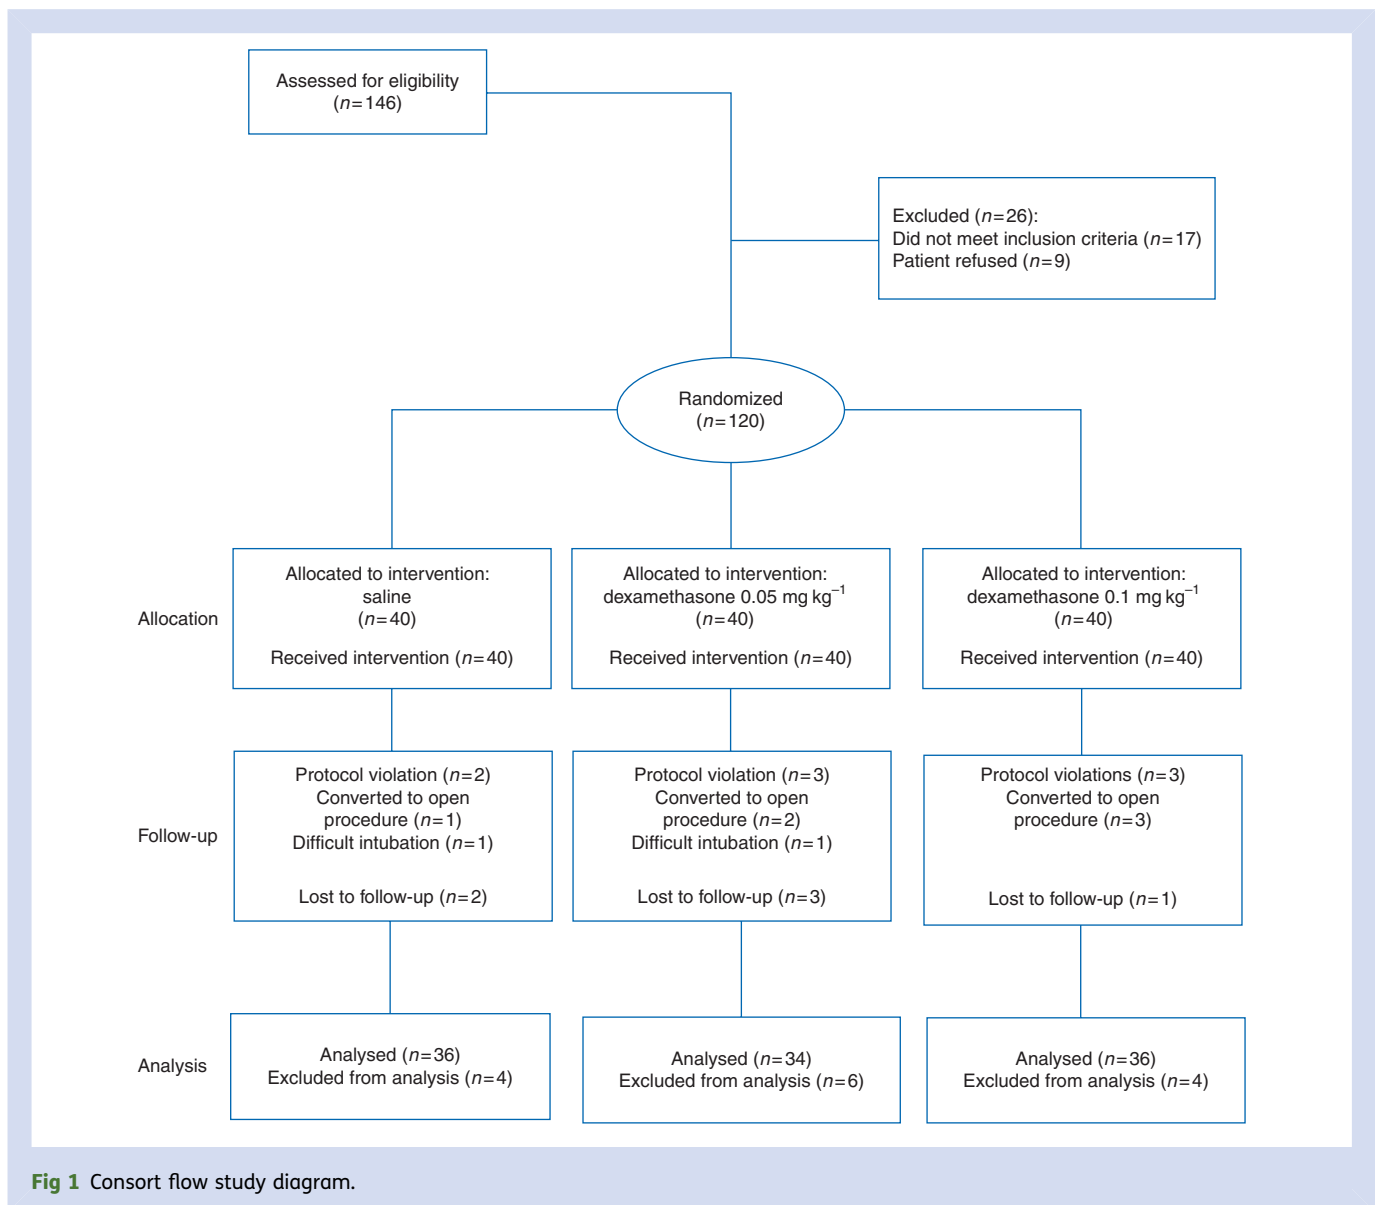 Assessed for eligibility
(n=146)
Excluded (n=26):
Did not meet inclusion criteria (n=17)
Patient refused (n=9)
Randomized
(n=120)
Allocation
Allocated to intervention:
saline
(n=40)
Received intervention (n=40)
Allocated to intervention:
dexamethasone 0.05 mg kg⁻¹
(n=40)
Received intervention (n=40)
Allocated to intervention:
dexamethasone 0.1 mg kg⁻¹
(n=40)
Received intervention (n=40)
Follow-up
Protocol violation (n=2)
Converted to open
procedure (n=1)
Difficult intubation (n=1)
Lost to follow-up (n=2)
Protocol violation (n=3)
Converted to open
procedure (n=2)
Difficult intubation (n=1)
Lost to follow-up (n=3)
Protocol violations (n=3)
Converted to open
procedure (n=3)
Lost to follow-up (n=1)
Analysis
Analysed (n=36)
Excluded from analysis (n=4)
Analysed (n=34)
Excluded from analysis (n=6)
Analysed (n=36)
Excluded from analysis (n=4)
Fig 1 Consort flow study diagram.